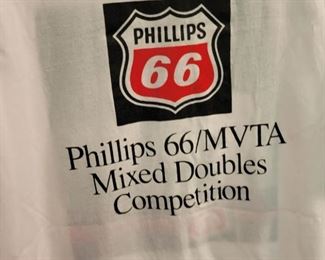 PHILLIPS
66
Phillips 66/MVTA
Mixed Doubles
Competition